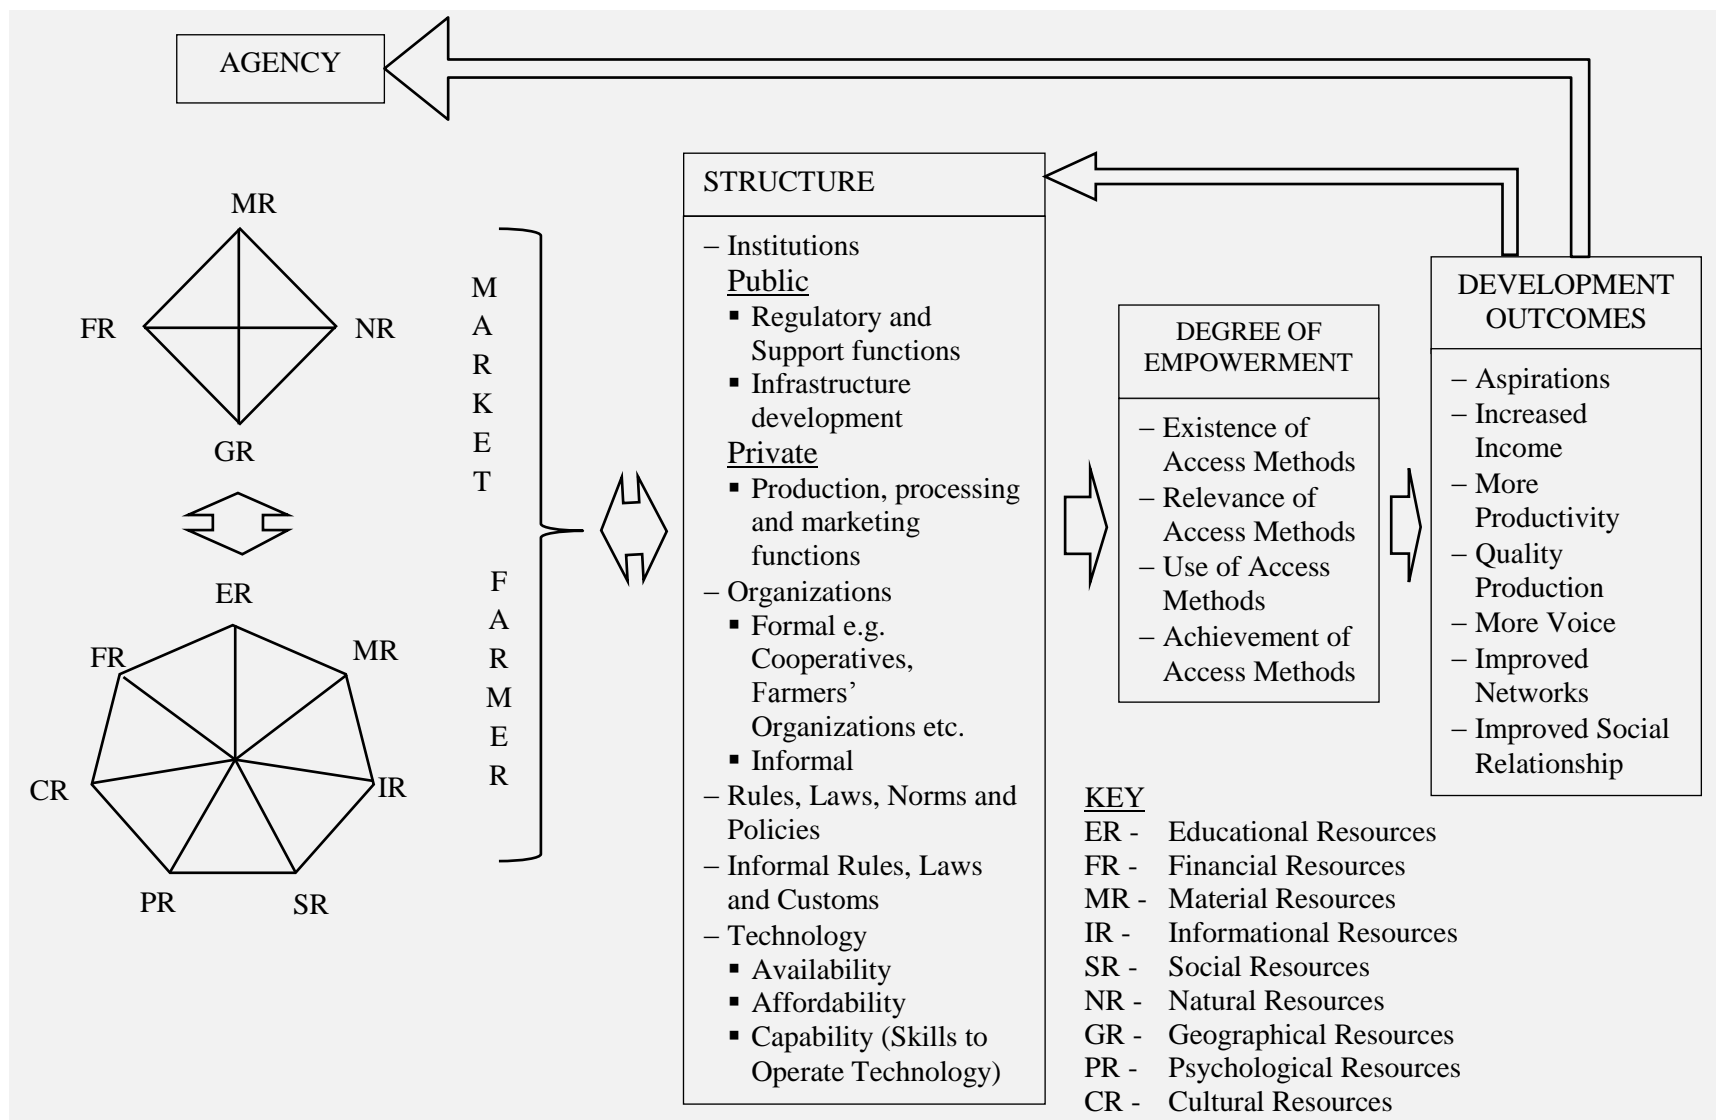 AGENCY
MR
FR
NR
GR
ER
FR
MR
CR
IR
PR
SR
M
A
R
K
E
T
F
A
R
M
E
R
STRUCTURE
– Institutions
Public
▪ Regulatory and
Support functions
▪ Infrastructure
development
Private
▪ Production, processing
and marketing
functions
– Organizations
▪ Formal e.g.
Cooperatives,
Farmers’
Organizations etc.
▪ Informal
– Rules, Laws, Norms and
Policies
– Informal Rules, Laws
and Customs
– Technology
▪ Availability
▪ Affordability
▪ Capability (Skills to
Operate Technology)
DEGREE OF
EMPOWERMENT
– Existence of
Access Methods
– Relevance of
Access Methods
– Use of Access
Methods
– Achievement of
Access Methods
DEVELOPMENT
OUTCOMES
– Aspirations
– Increased
Income
– More
Productivity
– Quality
Production
– More Voice
– Improved
Networks
– Improved Social
Relationship
KEY
ER - Educational Resources
FR - Financial Resources
MR - Material Resources
IR - Informational Resources
SR - Social Resources
NR - Natural Resources
GR - Geographical Resources
PR - Psychological Resources
CR - Cultural Resources